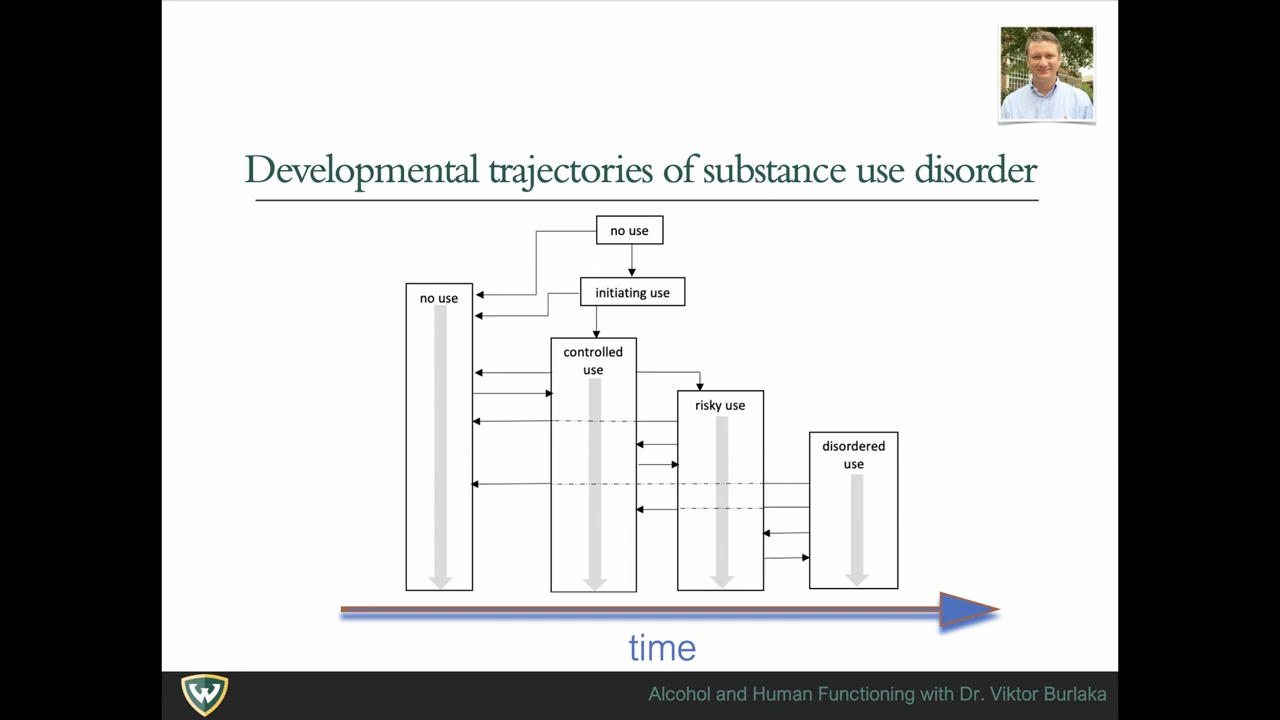 Developmental trajectories of substance use disorder
no use
initiating use
no use
controlled
use
risky use
disordered
use
time
W
Alcohol and Human Functioning with Dr. Viktor Burlaka